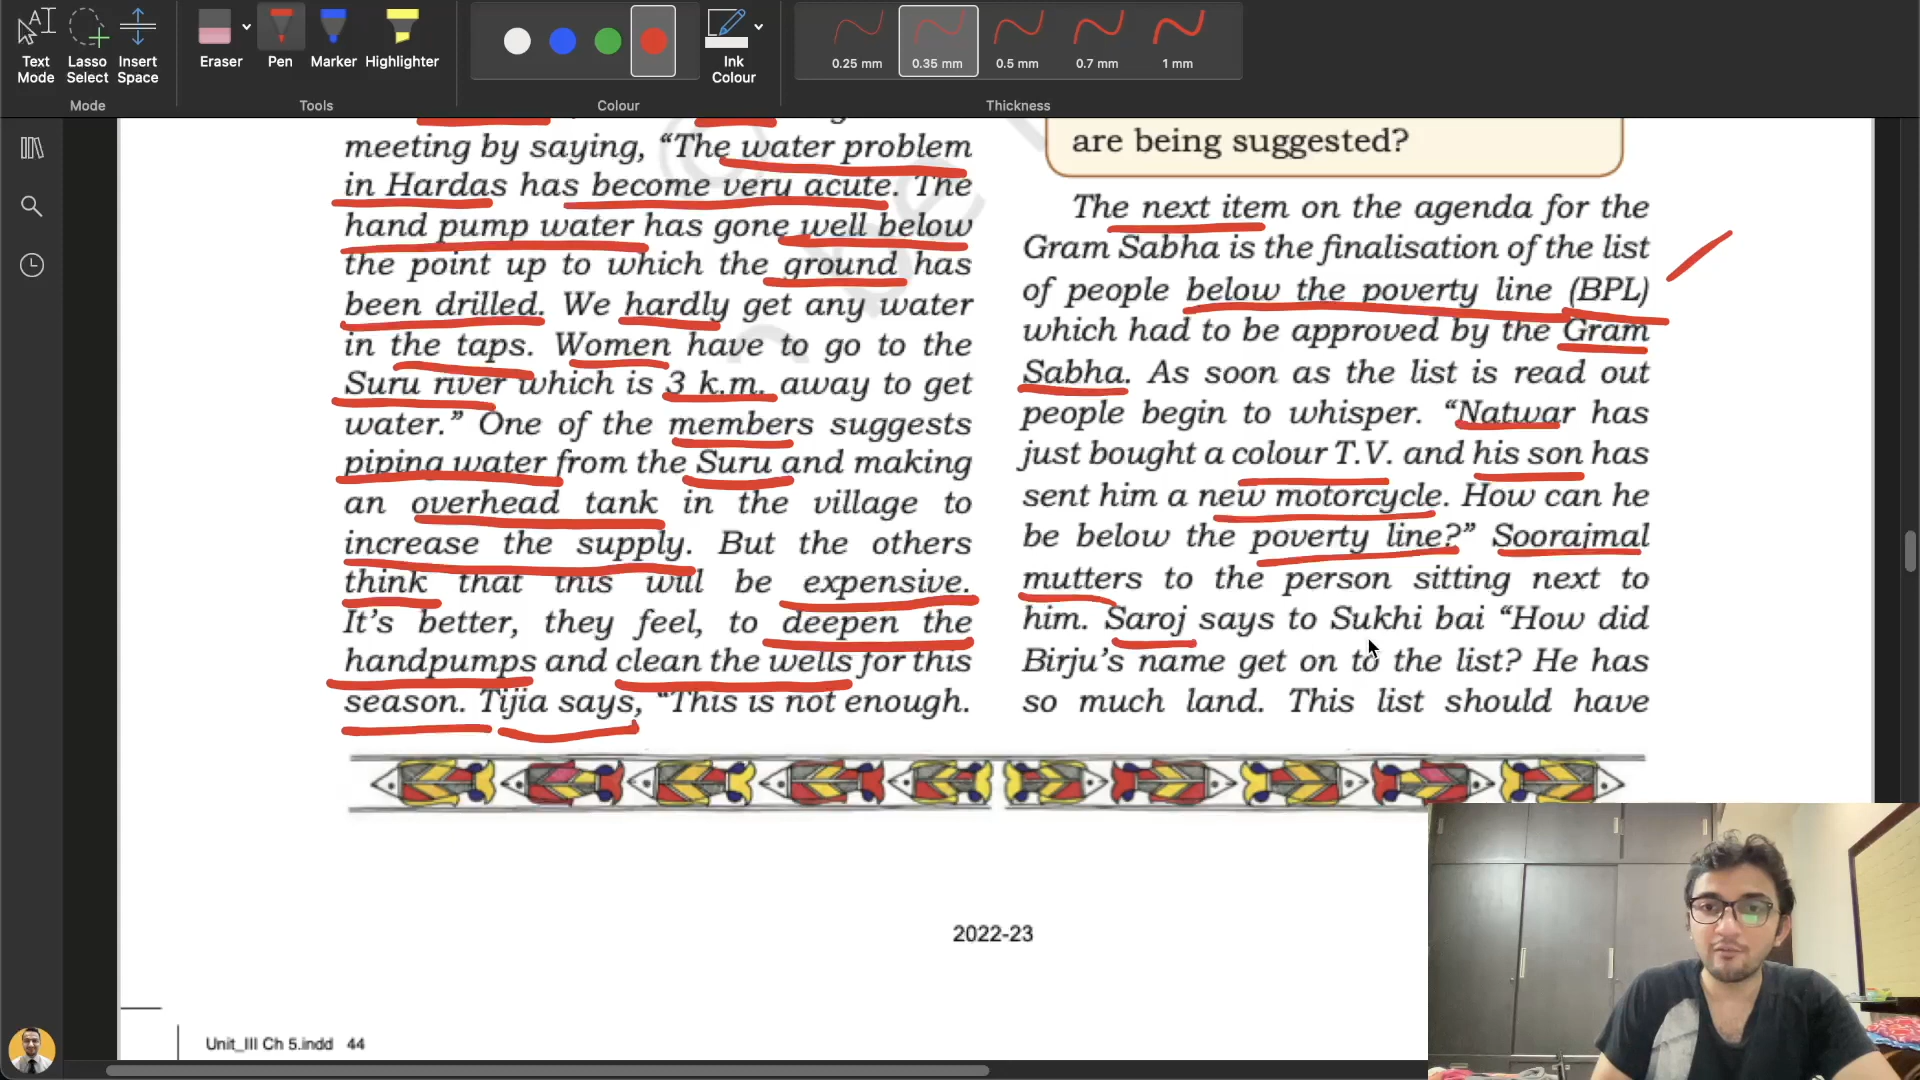 Text
Mode
Lasso
Select
Insert
Space
Eraser
Pen
Marker
Highlighter
Ink
Colour
0.25 mm
0.35 mm
0.5 mm
0.7 mm
1 mm
Mode
Tools
Colour
Thickness
meeting by saying, “The water problem
in Hardas has become very acute. The
hand pump water has gone well below
the point up to which the ground has
been drilled. We hardly get any water
in the taps. Women have to go to the
Suru river which is 3 k.m. away to get
water.” One of the members suggests
piping water from the Suru and making
an overhead tank in the village to
increase the supply. But the others
think that this will be expensive.
It’s better, they feel, to deepen the
handpumps and clean the wells for this
season. Tijia says, “This is not enough.
are being suggested?
The next item on the agenda for the
Gram Sabha is the finalisation of the list
of people below the poverty line (BPL)
which had to be approved by the Gram
Sabha. As soon as the list is read out
people begin to whisper. “Natwar has
just bought a colour T.V. and his son has
sent him a new motorcycle. How can he
be below the poverty line?” Soorajmal
mutters to the person sitting next to
him. Saroj says to Sukhi bai “How did
Birju’s name get on to the list? He has
so much land. This list should have
2022-23
Unit_III Ch 5.indd 44